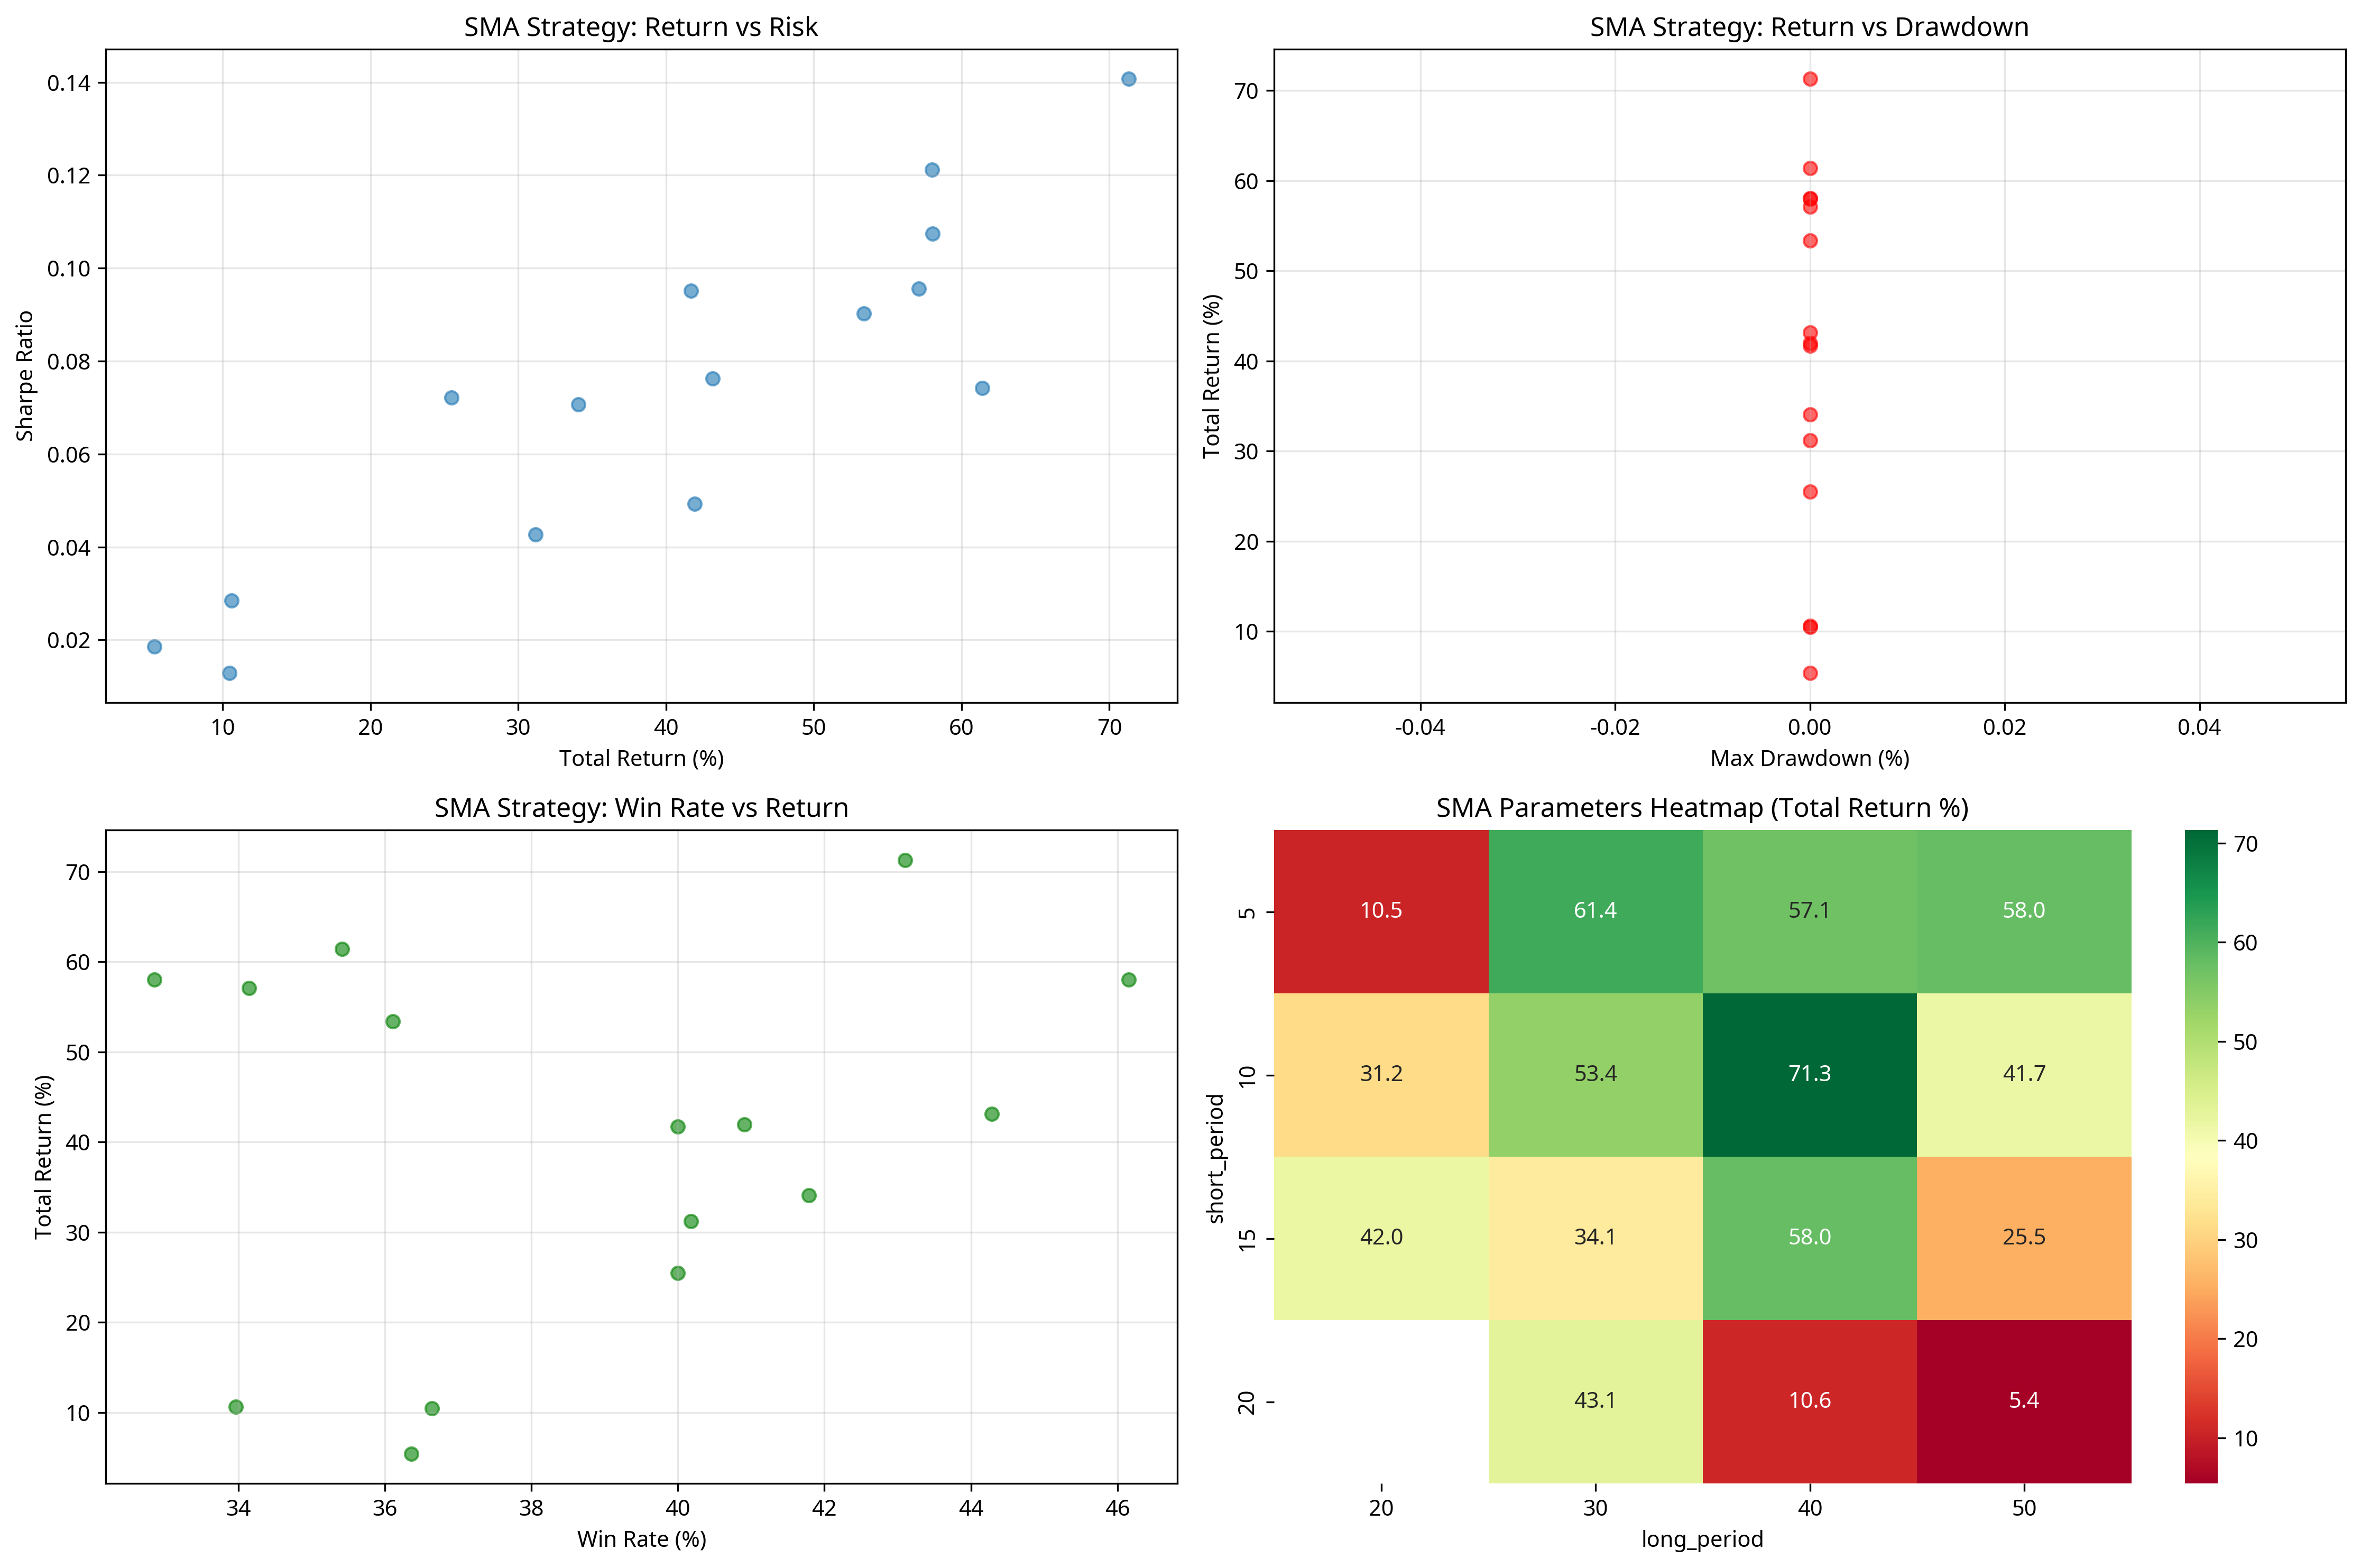 SMA Strategy: Return vs Risk
0.14
0.12
0.10
0.08
0.06
0.04
0.02
Sharpe Ratio
10 20 30 40 50 60 70
Total Return (%)
SMA Strategy: Return vs Drawdown
70
60
50
40
30
20
10
Total Return (%)
-0.04 -0.02 0.00 0.02 0.04
Max Drawdown (%)
SMA Strategy: Win Rate vs Return
70
60
50
40
30
20
10
Total Return (%)
34 36 38 40 42 44 46
Win Rate (%)
SMA Parameters Heatmap (Total Return %)
short_period
5 10.5 61.4 57.1 58.0
10 31.2 53.4 71.3 41.7
15 42.0 34.1 58.0 25.5
20 43.1 10.6 5.4
20 30 40 50
long_period
70
60
50
40
30
20
10